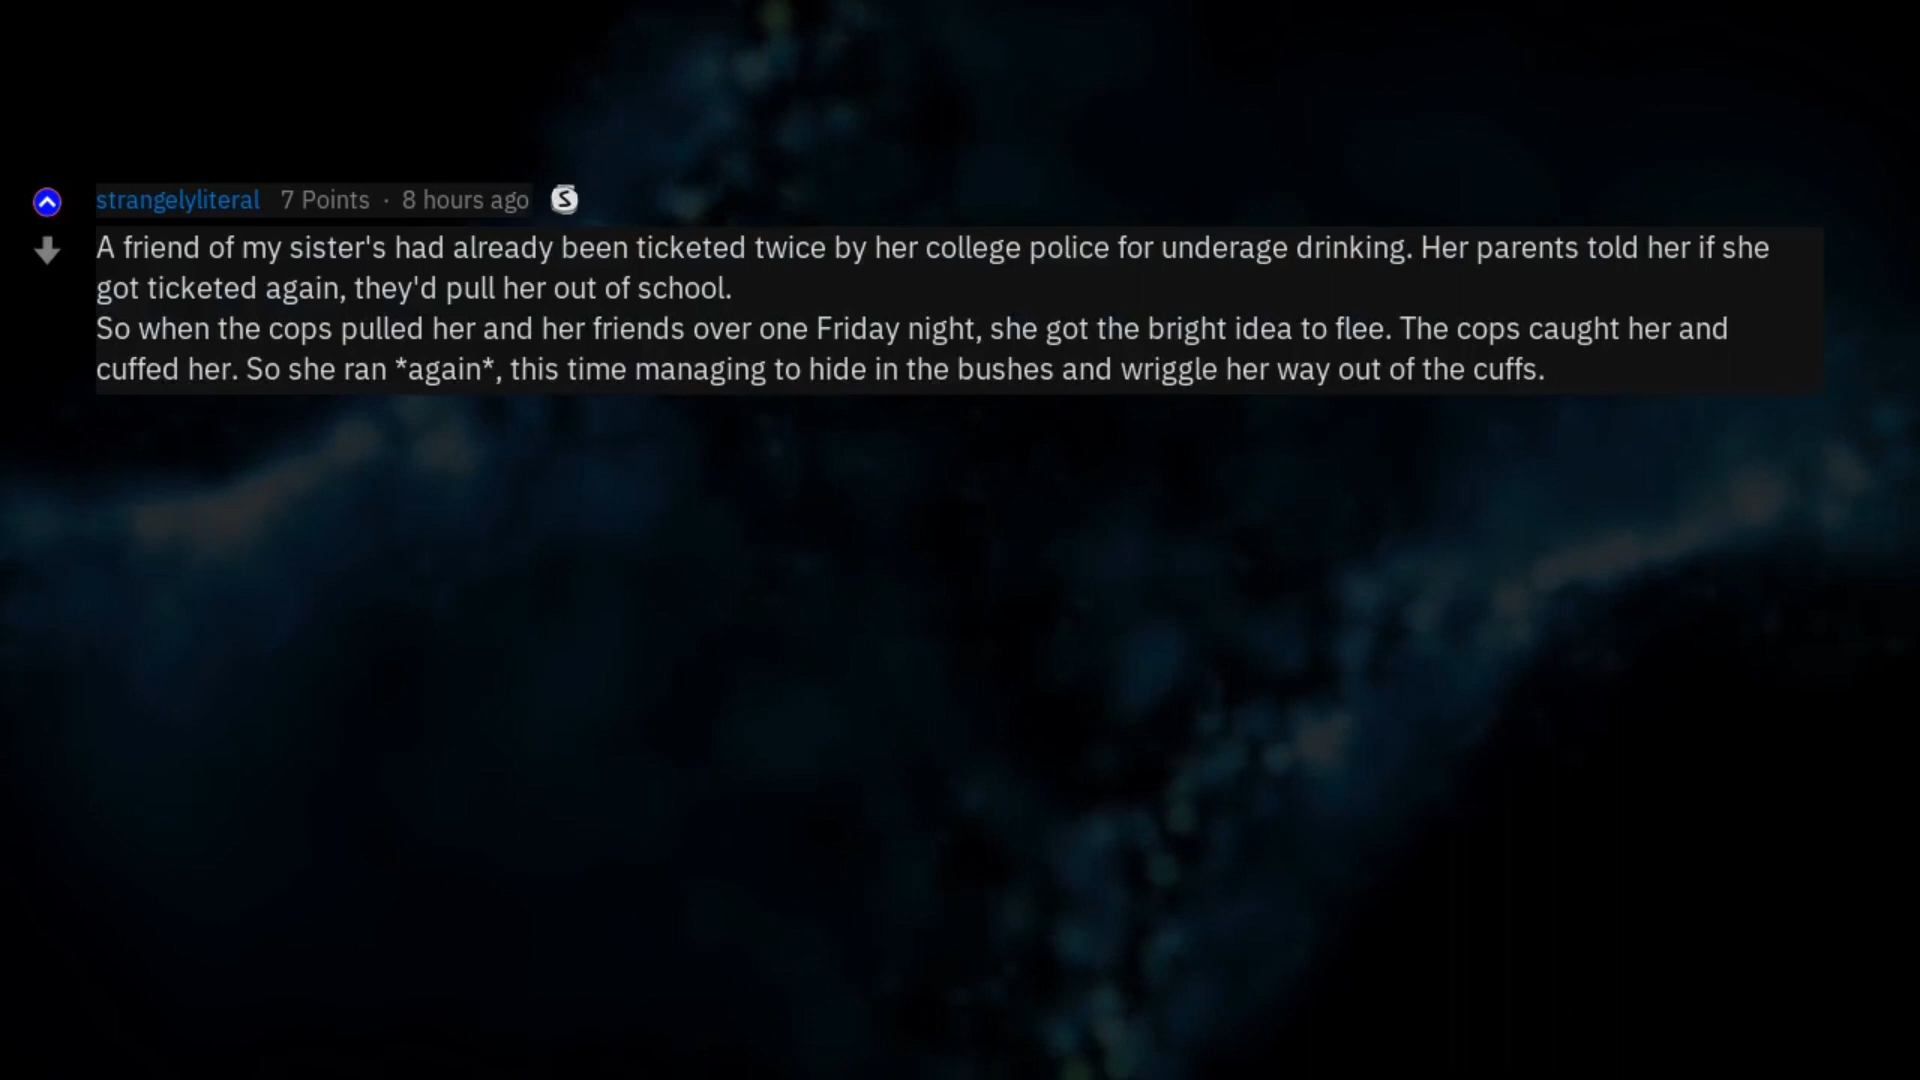 strangelyliteral 7 Points · 8 hours ago S
A friend of my sister's had already been ticketed twice by her college police for underage drinking. Her parents told her if she
got ticketed again, they'd pull her out of school.
So when the cops pulled her and her friends over one Friday night, she got the bright idea to flee. The cops caught her and
cuffed her. So she ran *again*, this time managing to hide in the bushes and wriggle her way out of the cuffs.